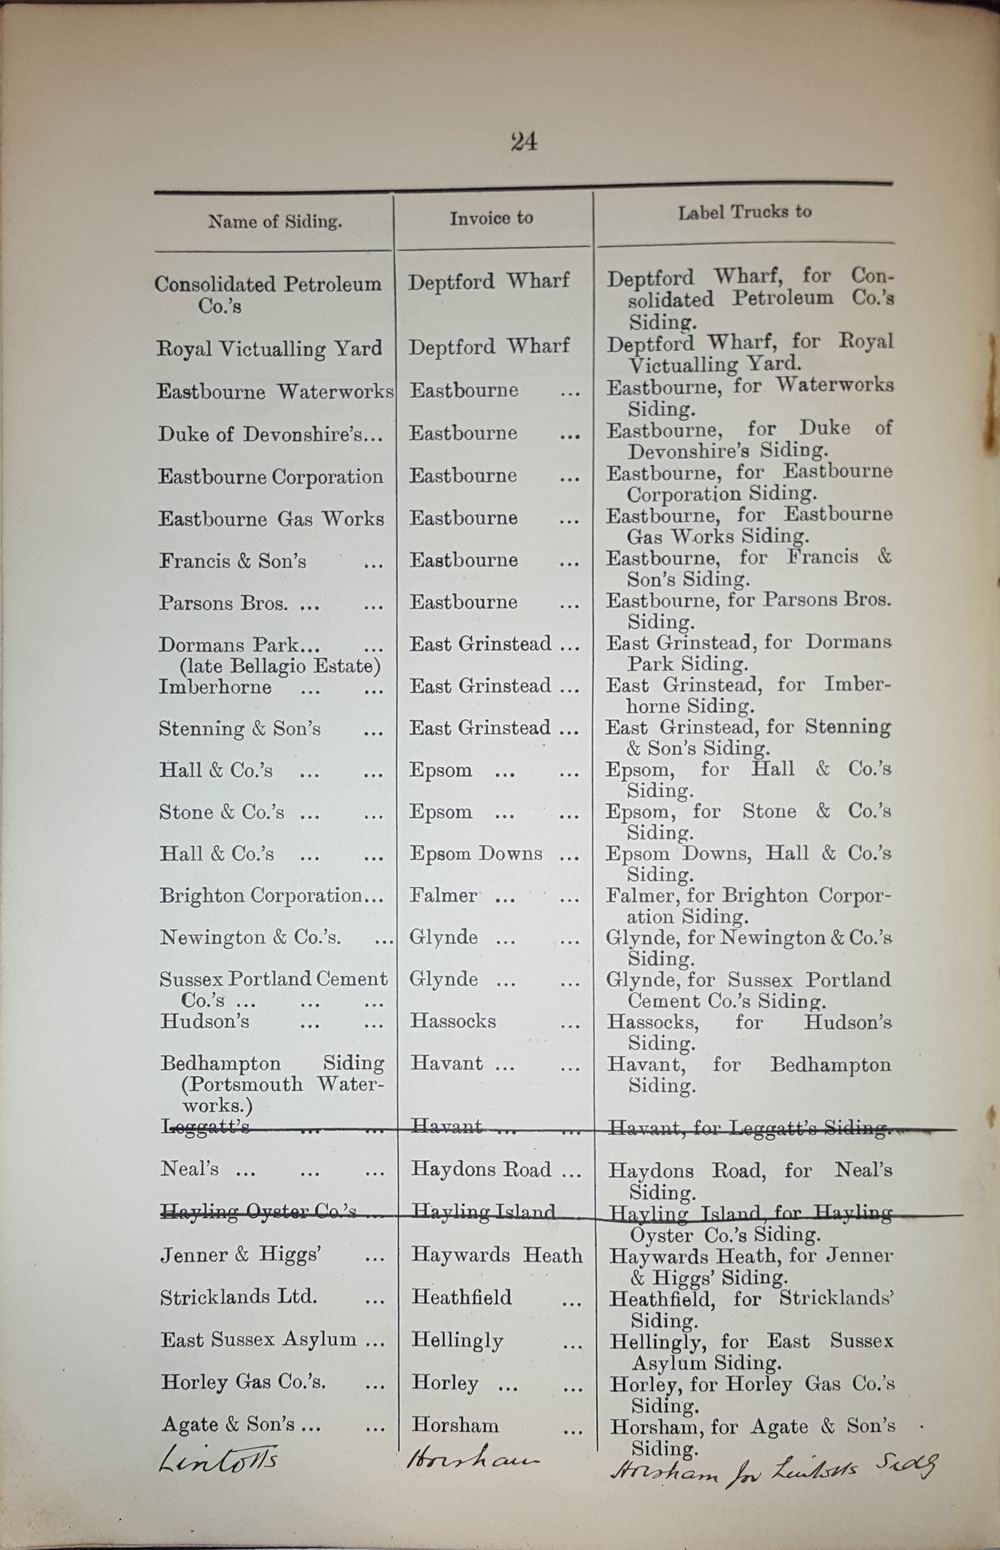 24
Name of Siding. Invoice to Label Trucks to
Consolidated Petroleum Deptford Wharf Deptford Wharf, for Con-
Co.'s solidated Petroleum Co.'s
Siding.
Royal Victualling Yard Deptford Wharf Deptford Wharf, for Royal
Victualling Yard.
Eastbourne Waterworks Eastbourne ... Eastbourne, for Waterworks
Siding.
Duke of Devonshire's... Eastbourne ... Eastbourne, for Duke of
Devonshire's Siding.
Eastbourne Corporation Eastbourne ... Eastbourne, for Eastbourne
Corporation Siding.
Eastbourne Gas Works Eastbourne ... Eastbourne, for Eastbourne
Gas Works Siding.
Francis & Son's ... Eastbourne ... Eastbourne, for Francis &
Son's Siding.
Parsons Bros. ... ... Eastbourne ... Eastbourne, for Parsons Bros.
Siding.
Dormans Park... ... East Grinstead ... East Grinstead, for Dormans
(late Bellagio Estate) Park Siding.
Imberhorne ... ... East Grinstead ... East Grinstead, for Imber-
horne Siding.
Stenning & Son's ... East Grinstead ... East Grinstead, for Stenning
& Son's Siding.
Hall & Co.'s ... ... Epsom ... ... Epsom, for Hall & Co.'s
Siding.
Stone & Co.'s ... ... Epsom ... ... Epsom, for Stone & Co.'s
Siding.
Hall & Co.'s ... ... Epsom Downs ... Epsom Downs, Hall & Co.'s
Siding.
Brighton Corporation... Falmer ... ... Falmer, for Brighton Corpor-
ation Siding.
Newington & Co.'s. ... Glynde ... ... Glynde, for Newington & Co.'s
Siding.
Sussex Portland Cement Glynde ... ... Glynde, for Sussex Portland
Co.'s ... ... ... Cement Co.'s Siding.
Hudson's ... ... Hassocks ... Hassocks, for Hudson's
Siding.
Bedhampton Siding Havant ... ... Havant, for Bedhampton
(Portsmouth Water- Siding.
works.)
Leggatt's ... ... Havant ... ... Havant, for Leggatt's Siding.
Neal's ... ... ... Haydons Road ... Haydons Road, for Neal's
Siding.
Hayling Oyster Co.'s ... Hayling Island Hayling Island, for Hayling
Oyster Co.'s Siding.
Jenner & Higgs' ... Haywards Heath Haywards Heath, for Jenner
& Higgs' Siding.
Stricklands Ltd. ... Heathfield ... Heathfield, for Stricklands'
Siding.
East Sussex Asylum ... Hellingly ... Hellingly, for East Sussex
Asylum Siding.
Horley Gas Co.'s. ... Horley ... ... Horley, for Horley Gas Co.'s
Siding.
Agate & Son's ... ... Horsham ... Horsham, for Agate & Son's
Siding.
Lintotts Horsham Horsham for Lintotts Sidg